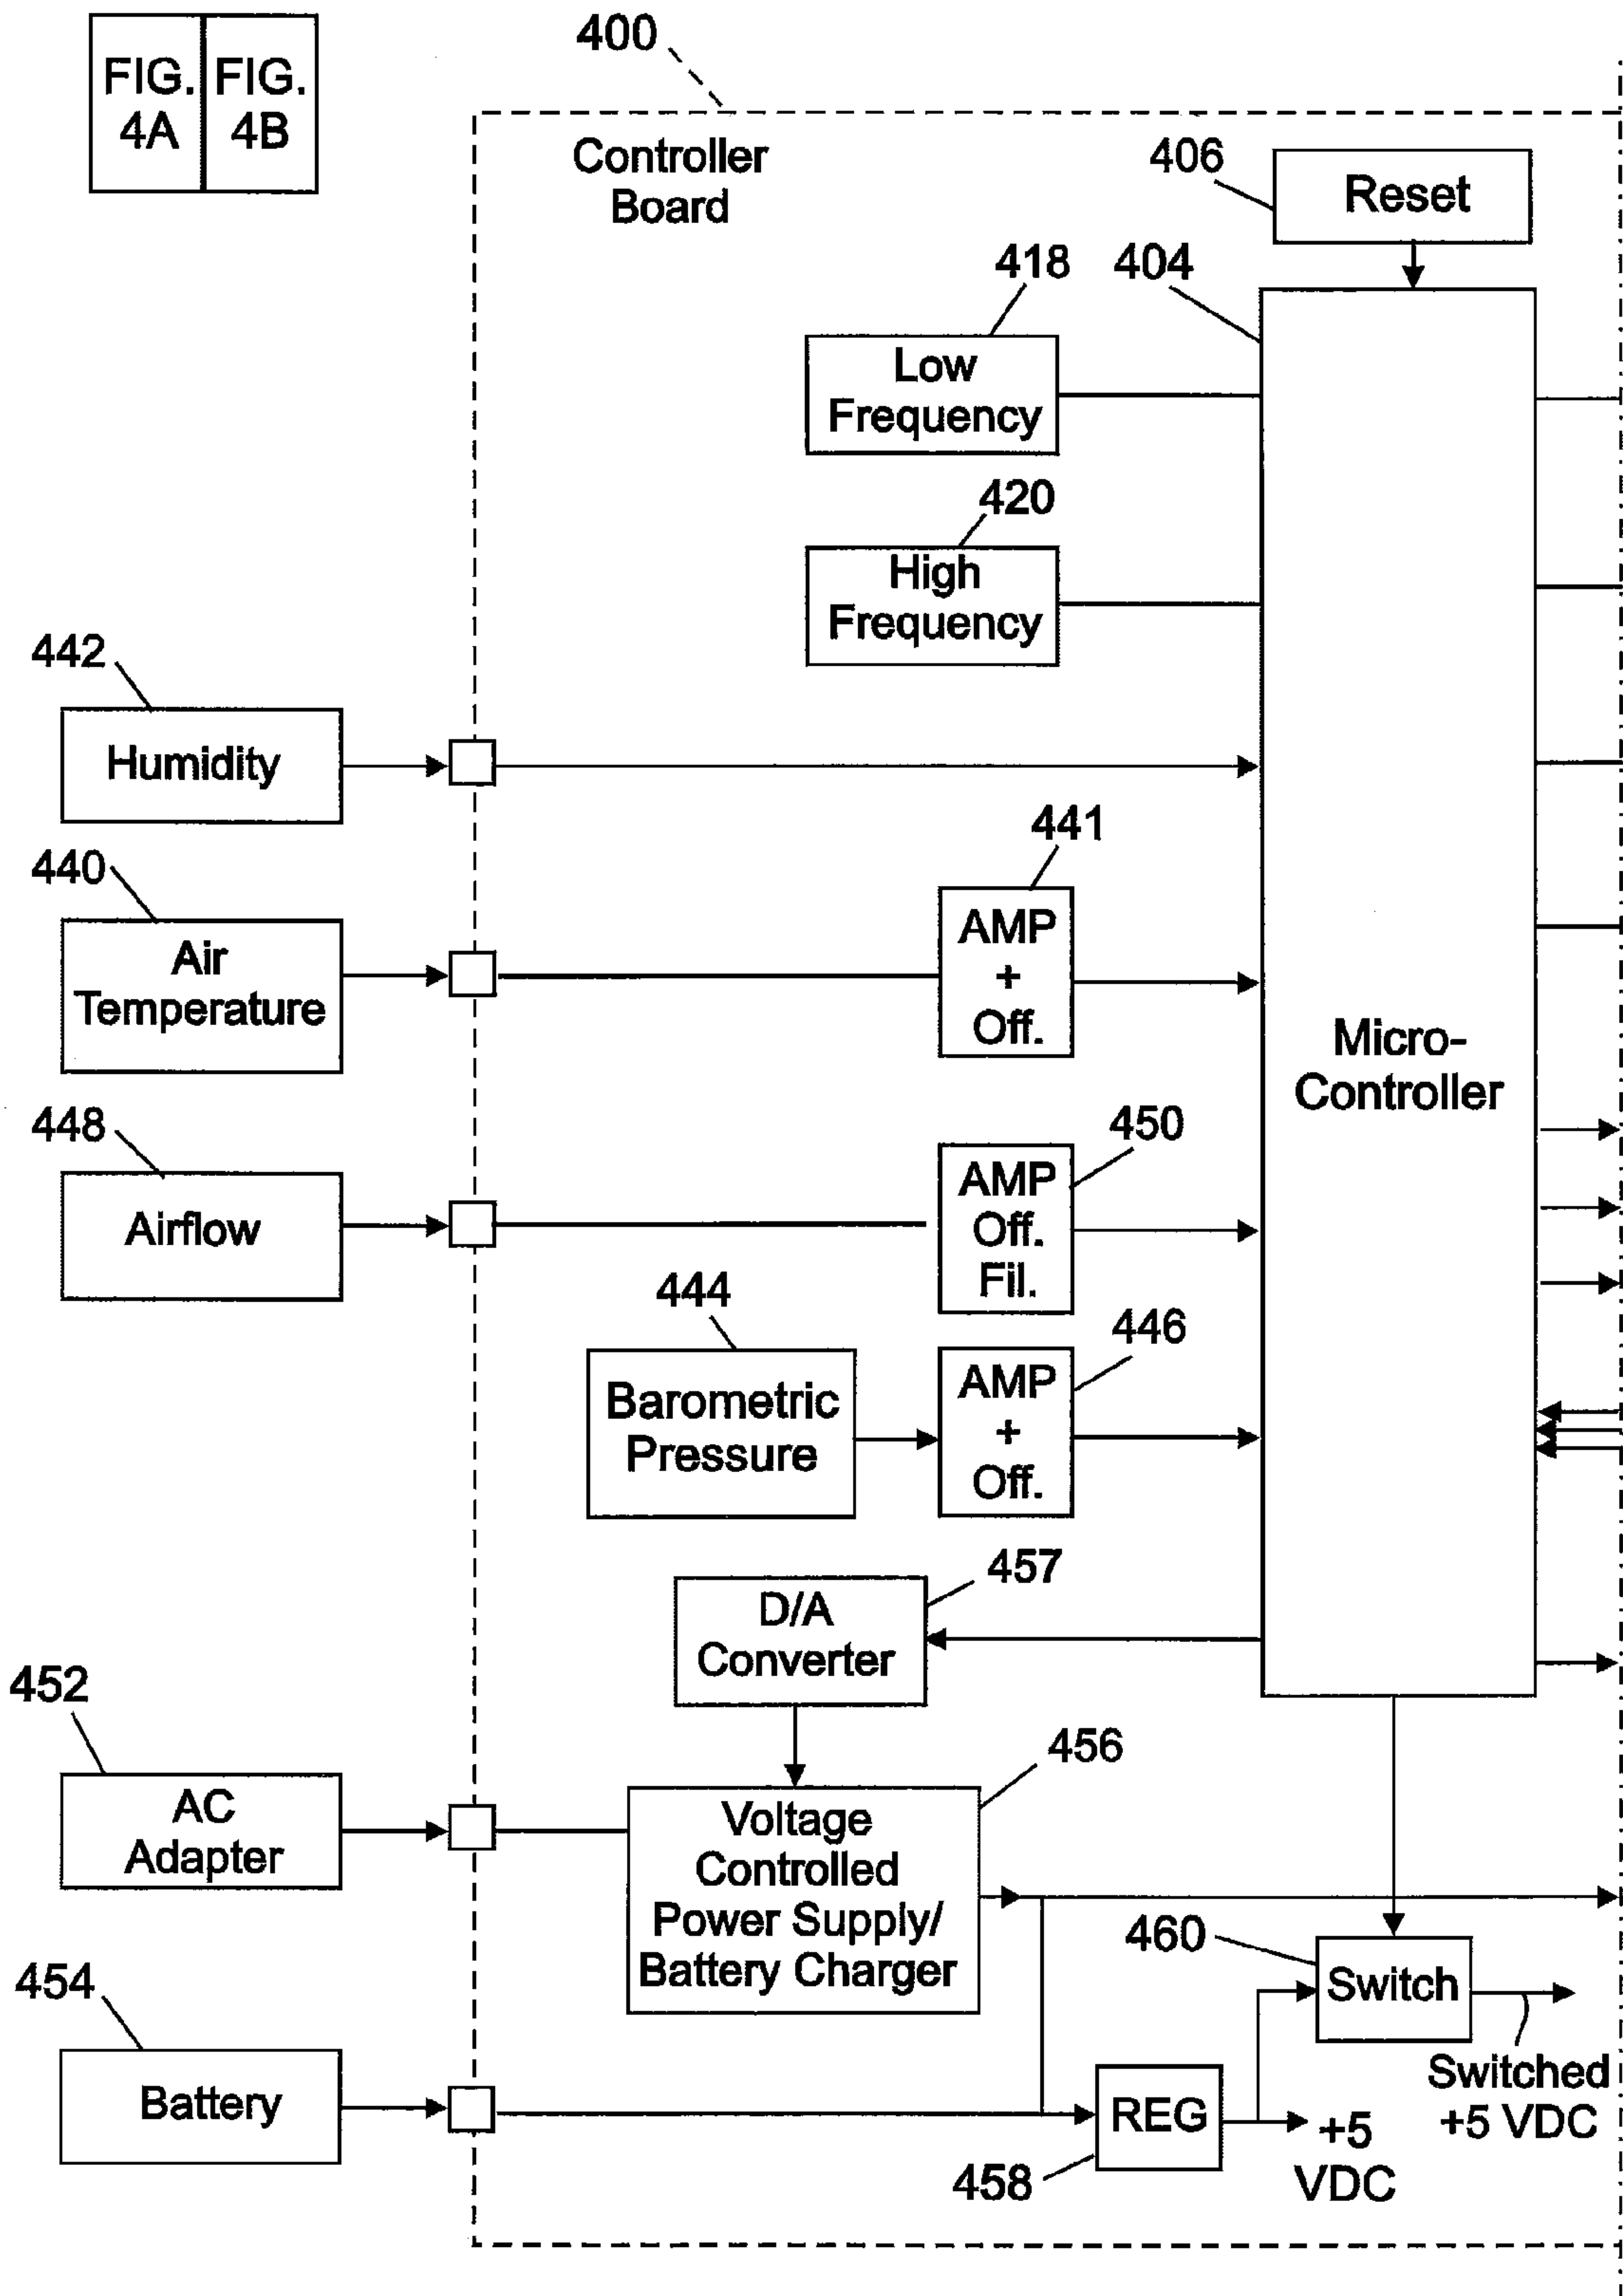 FIG. 4A
FIG. 4B
400
Controller
Board
406
Reset
418
404
Low
Frequency
420
High
Frequency
442
Humidity
440
Air
Temperature
441
AMP
+
Off.
Micro-
Controller
448
Airflow
450
AMP
Off.
Fil.
444
Barometric
Pressure
446
AMP
+
Off.
457
D/A
Converter
452
AC
Adapter
456
Voltage
Controlled
Power Supply/
Battery Charger
460
Switch
454
Battery
REG
458
+5
VDC
Switched
+5 VDC